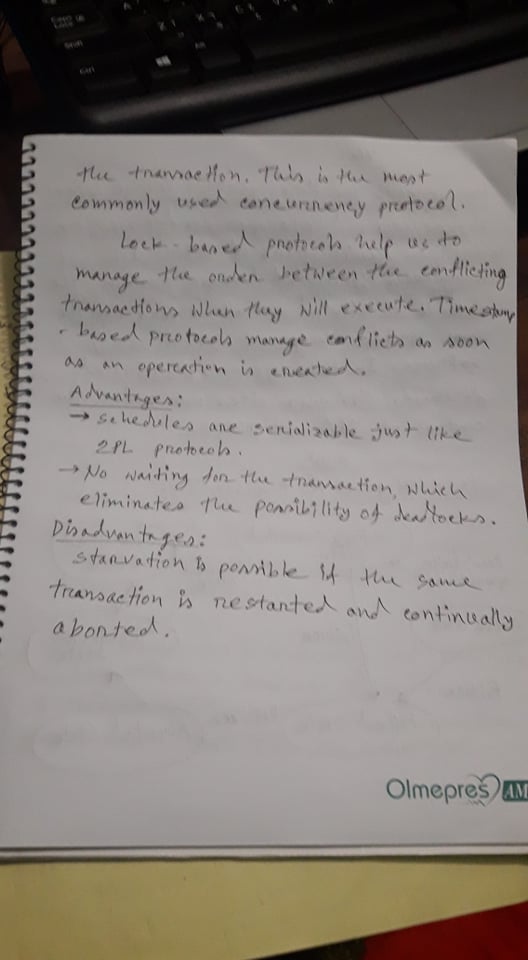 the transaction. This is the most
commonly used concurrency protocol.
Lock-based protocols help us to
manage the order between the conflicting
transactions when they will execute. Timestamp
-based protocols manage conflicts as soon
as an operation is created.
Advantages:
→ schedules are serializable just like
2PL protocols.
→ No waiting for the transaction, which
eliminates the possibility of deadlocks.
Disadvantages:
starvation is possible if the same
transaction is restarted and continually
aborted.
Olmepres AM